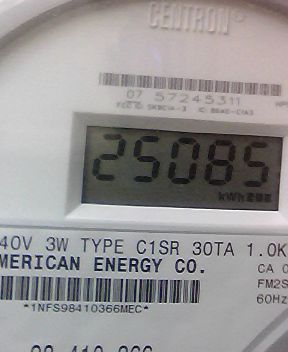 CENTRON®
07 57245311
25085
kWh
40V 3W TYPE C1SR 30TA 1.0K
MERICAN ENERGY CO.
CA 0
FM2S
60Hz
*1NFS98410366MEC*